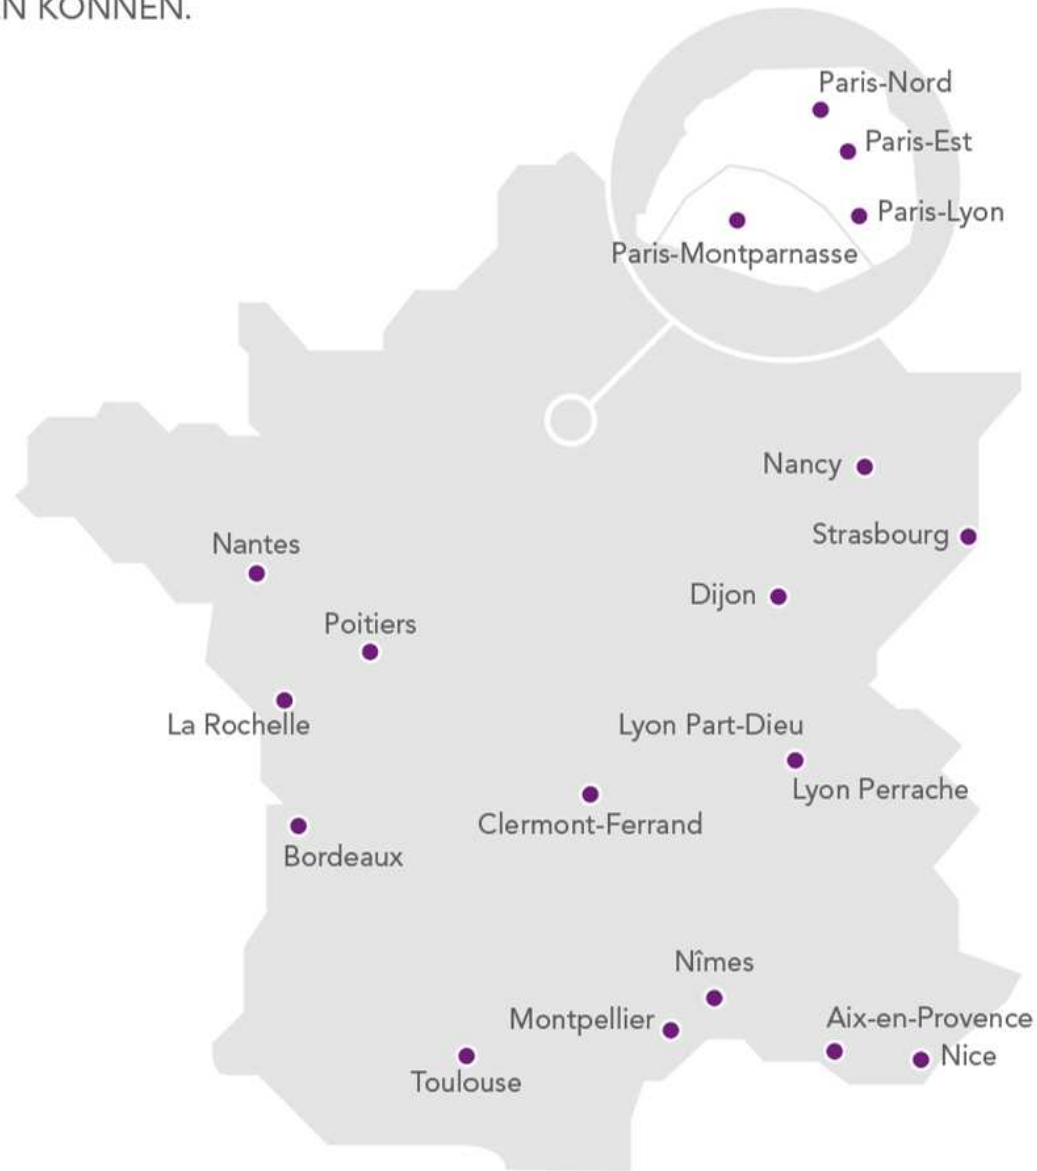 N KÖNNEN.
Paris-Nord
Paris-Est
Paris-Lyon
Paris-Montparnasse
Nancy
Strasbourg
Nantes
Dijon
Poitiers
La Rochelle
Lyon Part-Dieu
Lyon Perrache
Clermont-Ferrand
Bordeaux
Nîmes
Montpellier
Aix-en-Provence
Nice
Toulouse